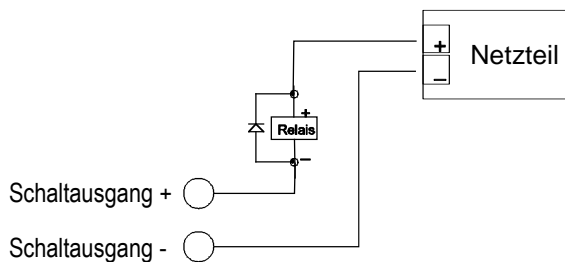 +
Netzteil
–
+
Relais
–
Schaltausgang +
Schaltausgang -